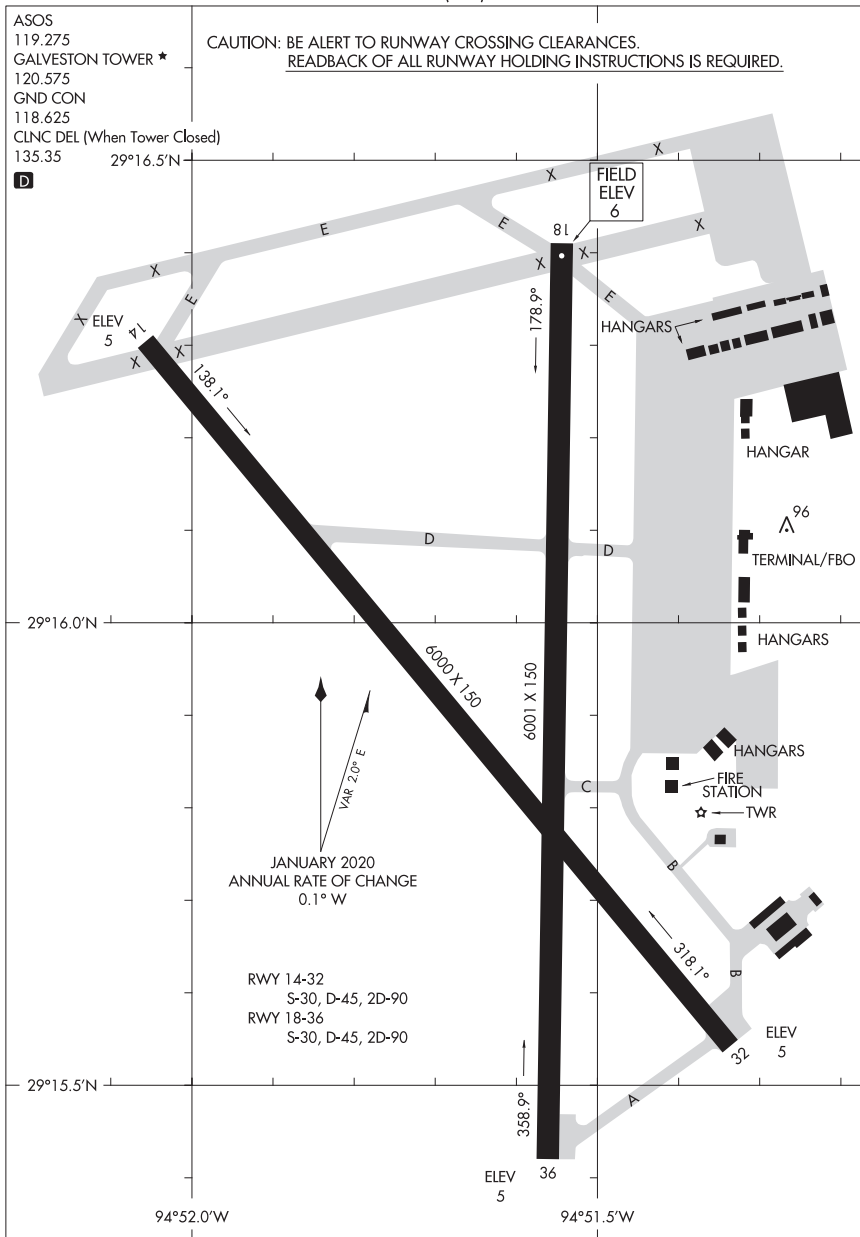 ASOS
119.275
GALVESTON TOWER ★
120.575
GND CON
118.625
CLNC DEL (When Tower Closed)
135.35
D
CAUTION: BE ALERT TO RUNWAY CROSSING CLEARANCES.
READBACK OF ALL RUNWAY HOLDING INSTRUCTIONS IS REQUIRED.
29°16.5'N
FIELD
ELEV
6
X
X
E
E
X
18
X
X
X
E
E
X
ELEV
5
14
X
X
178.9°
HANGARS
138.1°
HANGAR
96
D
D
TERMINAL/FBO
29°16.0'N
HANGARS
6000 X 150
6001 X 150
VAR 2.0° E
HANGARS
C
FIRE
STATION
TWR
JANUARY 2020
ANNUAL RATE OF CHANGE
0.1° W
B
318.1°
B
RWY 14-32
S-30, D-45, 2D-90
RWY 18-36
S-30, D-45, 2D-90
32
ELEV
5
29°15.5'N
358.9°
A
ELEV
5
36
94°52.0'W
94°51.5'W